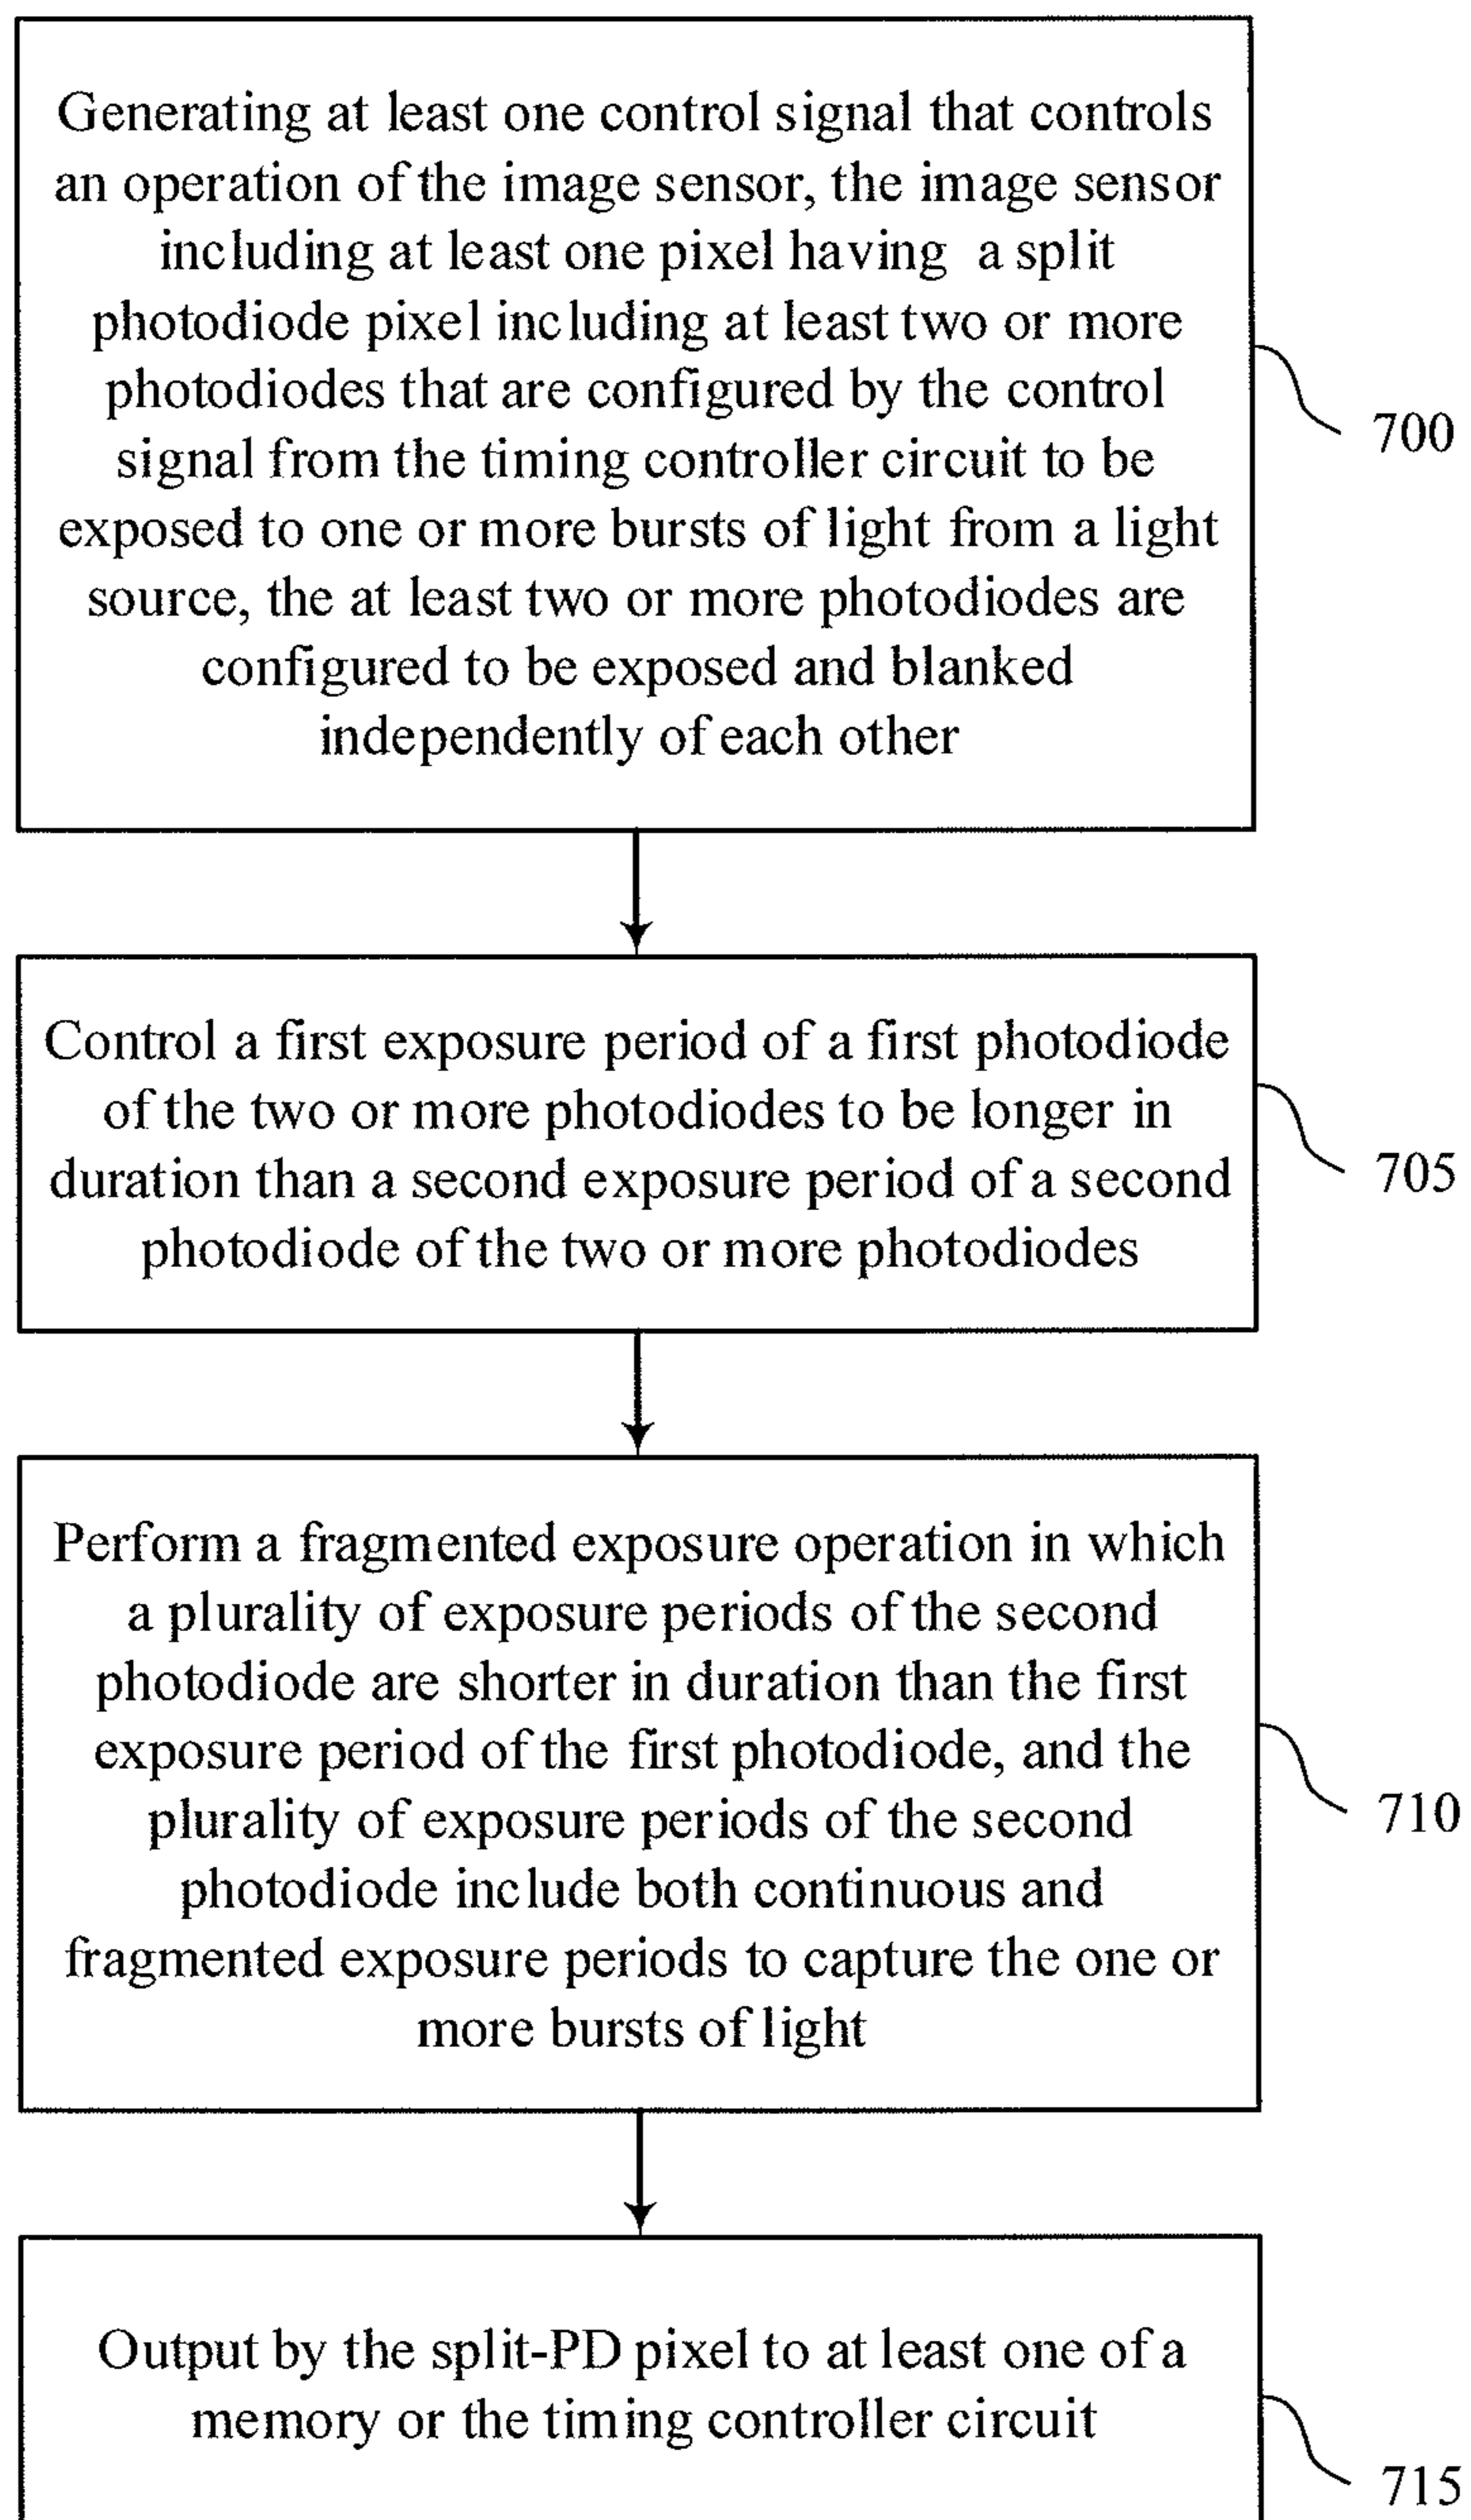 Generating at least one control signal that controls
an operation of the image sensor, the image sensor
including at least one pixel having a split
photodiode pixel including at least two or more
photodiodes that are configured by the control
signal from the timing controller circuit to be
exposed to one or more bursts of light from a light
source, the at least two or more photodiodes are
configured to be exposed and blanked
independently of each other
700
Control a first exposure period of a first photodiode
of the two or more photodiodes to be longer in
duration than a second exposure period of a second
photodiode of the two or more photodiodes
705
Perform a fragmented exposure operation in which
a plurality of exposure periods of the second
photodiode are shorter in duration than the first
exposure period of the first photodiode, and the
plurality of exposure periods of the second
photodiode include both continuous and
fragmented exposure periods to capture the one or
more bursts of light
710
Output by the split-PD pixel to at least one of a
memory or the timing controller circuit
715